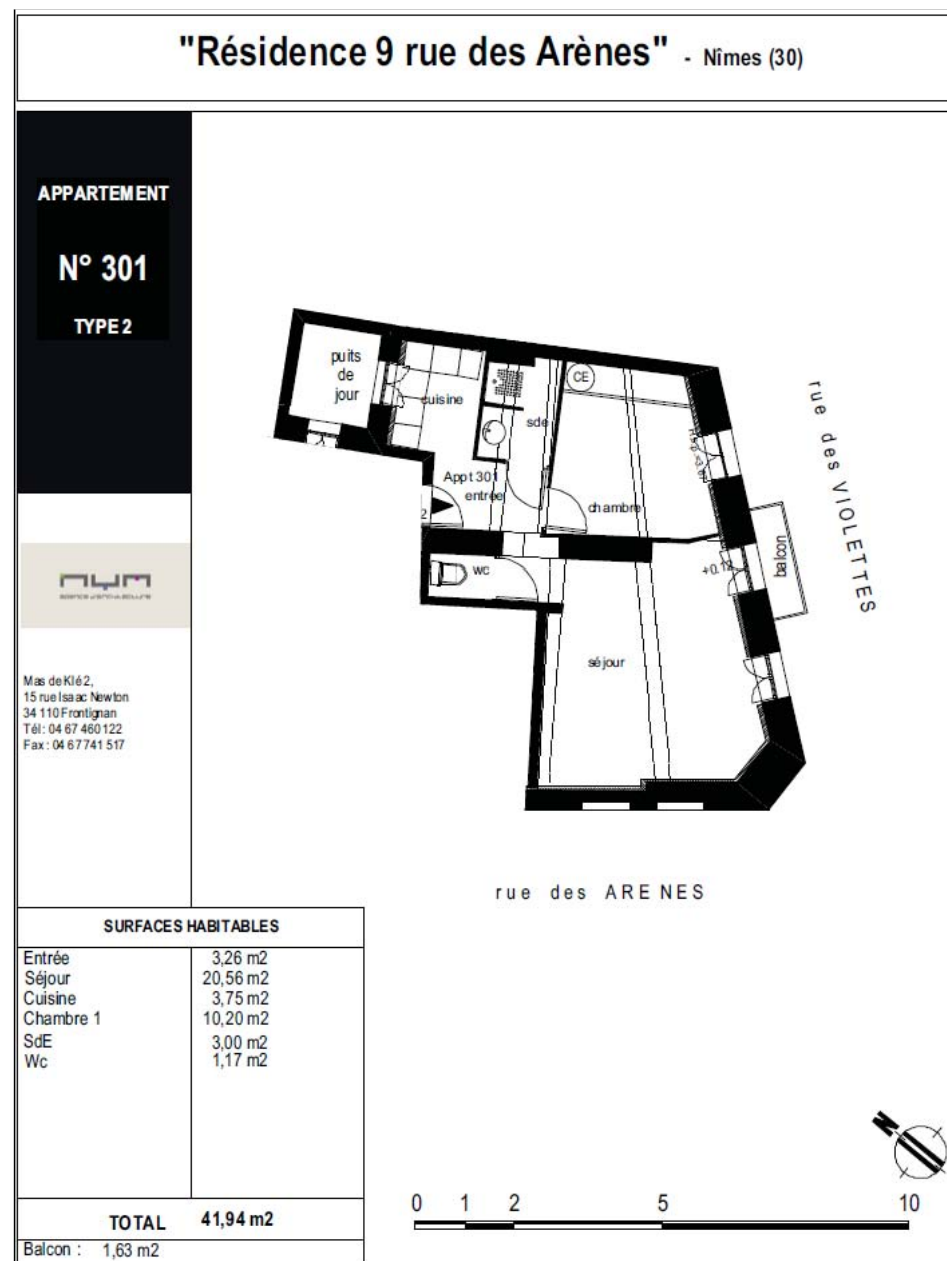 "Résidence 9 rue des Arènes" - Nîmes (30)
APPARTEMENT
N° 301
TYPE 2
puits
de
jour
cuisine
CE
sde
Appt 301
entrée
chambre
2
wc
+0.12
balcon
séjour
rue des VIOLETTES
rue des ARENES
Mas de Klé 2,
15 rue Isaac Newton
34 110 Frontignan
Tél : 04 67 460 122
Fax : 04 67 741 517
SURFACES HABITABLES
Entrée 3,26 m2
Séjour 20,56 m2
Cuisine 3,75 m2
Chambre 1 10,20 m2
SdE 3,00 m2
Wc 1,17 m2
TOTAL 41,94 m2
Balcon : 1,63 m2
N
0 1 2 5 10